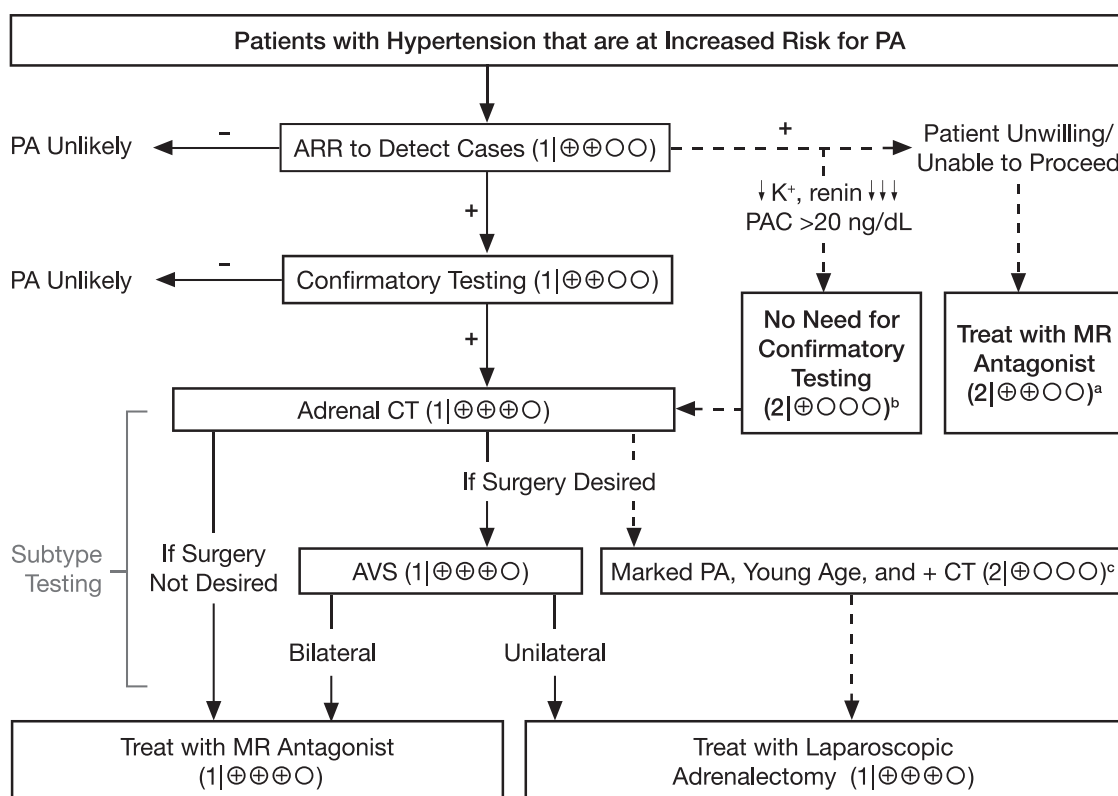 Patients with Hypertension that are at Increased Risk for PA
PA Unlikely
–
ARR to Detect Cases (1|⊕⊕○○)
+
Patient Unwilling/
Unable to Proceed
↓K⁺, renin ↓↓↓
PAC >20 ng/dL
+
PA Unlikely
–
Confirmatory Testing (1|⊕⊕○○)
+
No Need for
Confirmatory
Testing
(2|⊕○○○)ᵇ
Treat with MR
Antagonist
(2|⊕⊕○○)ᵃ
Adrenal CT (1|⊕⊕⊕○)
If Surgery Desired
Subtype
Testing
If Surgery
Not Desired
AVS (1|⊕⊕⊕○)
Marked PA, Young Age, and + CT (2|⊕○○○)ᶜ
Bilateral
Unilateral
Treat with MR Antagonist
(1|⊕⊕⊕○)
Treat with Laparoscopic
Adrenalectomy (1|⊕⊕⊕○)